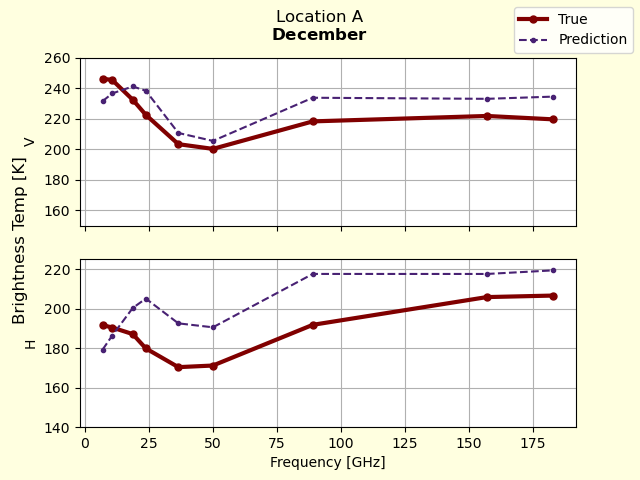 Location A
December
True
Prediction
Brightness Temp [K]
V
260
240
220
200
180
160
H
220
200
180
160
140
0 25 50 75 100 125 150 175
Frequency [GHz]